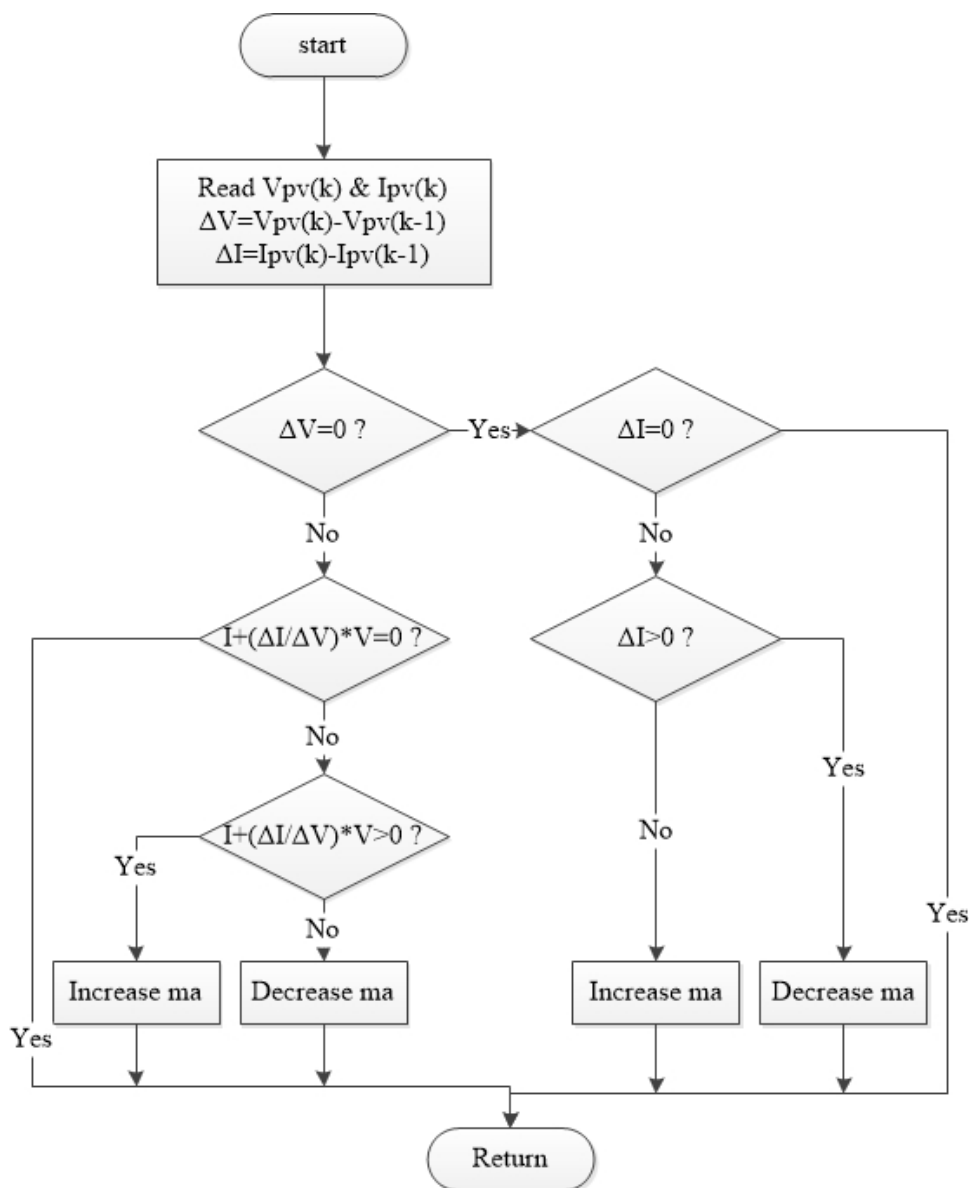 start
Read Vpv(k) & Ipv(k)
ΔV=Vpv(k)-Vpv(k-1)
ΔI=Ipv(k)-Ipv(k-1)
ΔV=0 ?
Yes
ΔI=0 ?
No
No
I+(ΔI/ΔV)*V=0 ?
ΔI>0 ?
No
Yes
I+(ΔI/ΔV)*V>0 ?
No
Yes
No
Yes
Increase ma
Decrease ma
Increase ma
Decrease ma
Yes
Return